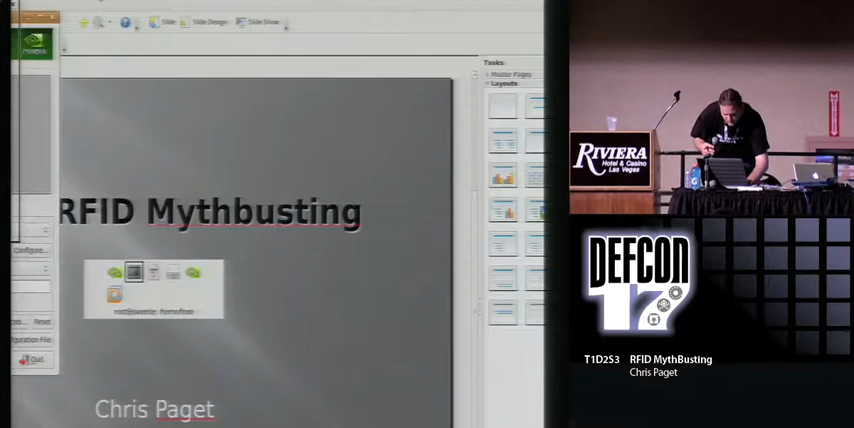 Slide
Slide Design
Slide Show
NVIDIA
Tasks
Master Pages
Layouts
RFID Mythbusting
Configure...
Reset
Quit
Chris Paget
RIVIERA
Hotel & Casino
Las Vegas
DEFCON
17
T1D2S3 RFID MythBusting
Chris Paget